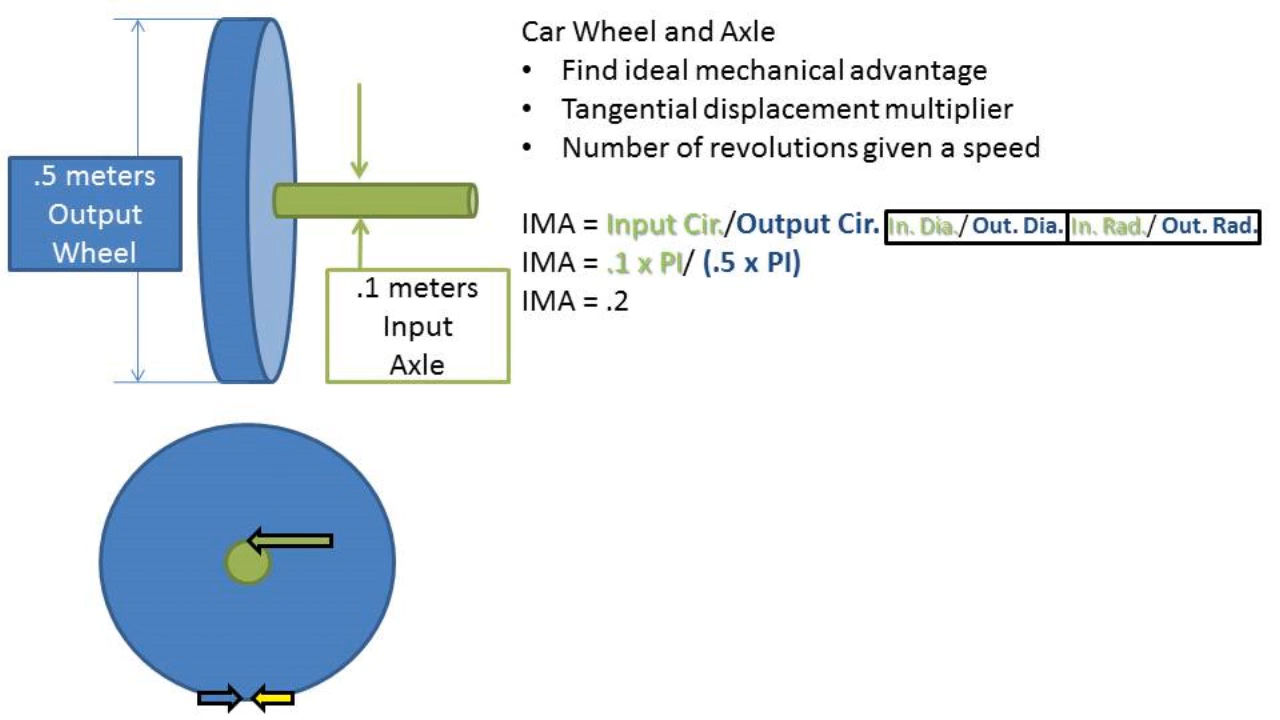 Car Wheel and Axle
• Find ideal mechanical advantage
• Tangential displacement multiplier
• Number of revolutions given a speed
.5 meters
Output
Wheel
.1 meters
Input
Axle
IMA = Input Cir./Output Cir. In. Dia./ Out. Dia. In. Rad./ Out. Rad.
IMA = .1 x PI/ (.5 x PI)
IMA = .2